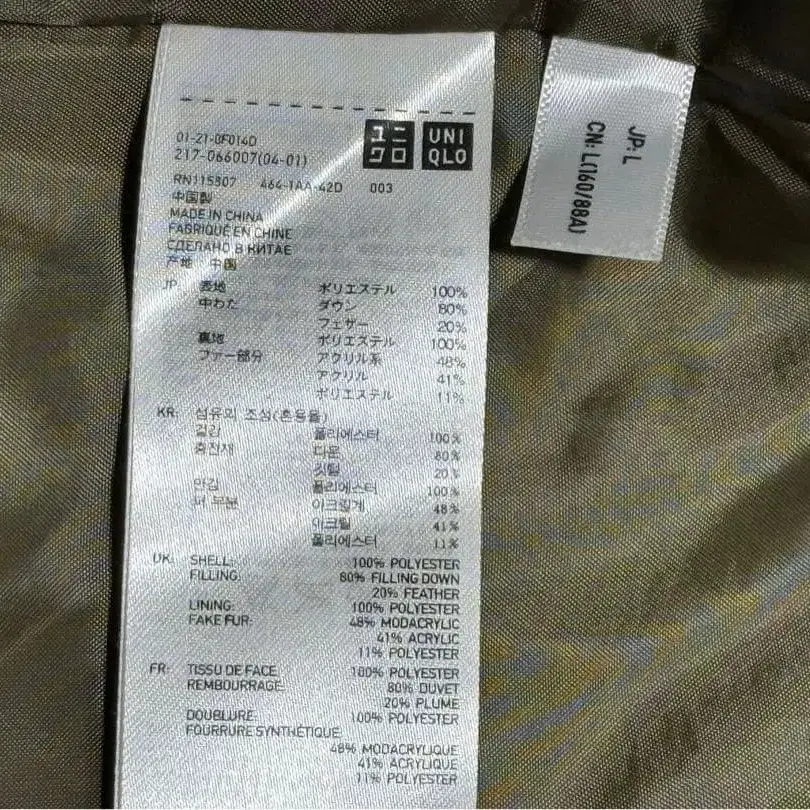 01-21-0F014D
217-066007(04-01)
ユニ
クロ
UNI
QLO
RN115307 464-1AA-42D 003
中国製
MADE IN CHINA
FABRIQUÉ EN CHINE
СДЕЛАНО В КИТАЕ
产地 中国
JP: 表地 ポリエステル 100%
中わた ダウン 80%
フェザー 20%
裏地 ポリエステル 100%
ファー部分 アクリル系 48%
アクリル 41%
ポリエステル 11%
KR: 섬유의 조성(혼용율)
겉감 폴리에스터 100%
충전재 다운 80%
깃털 20%
안감 폴리에스터 100%
퍼 부분 아크릴계 48%
아크릴 41%
폴리에스터 11%
UK: SHELL: 100% POLYESTER
FILLING: 80% FILLING DOWN
20% FEATHER
LINING: 100% POLYESTER
FAKE FUR: 48% MODACRYLIC
41% ACRYLIC
11% POLYESTER
FR: TISSU DE FACE: 100% POLYESTER
REMBOURRAGE: 80% DUVET
20% PLUME
DOUBLURE: 100% POLYESTER
FOURRURE SYNTHÉTIQUE:
48% MODACRYLIQUE
41% ACRYLIQUE
11% POLYESTER
JP: L
CN: L(160/88A)